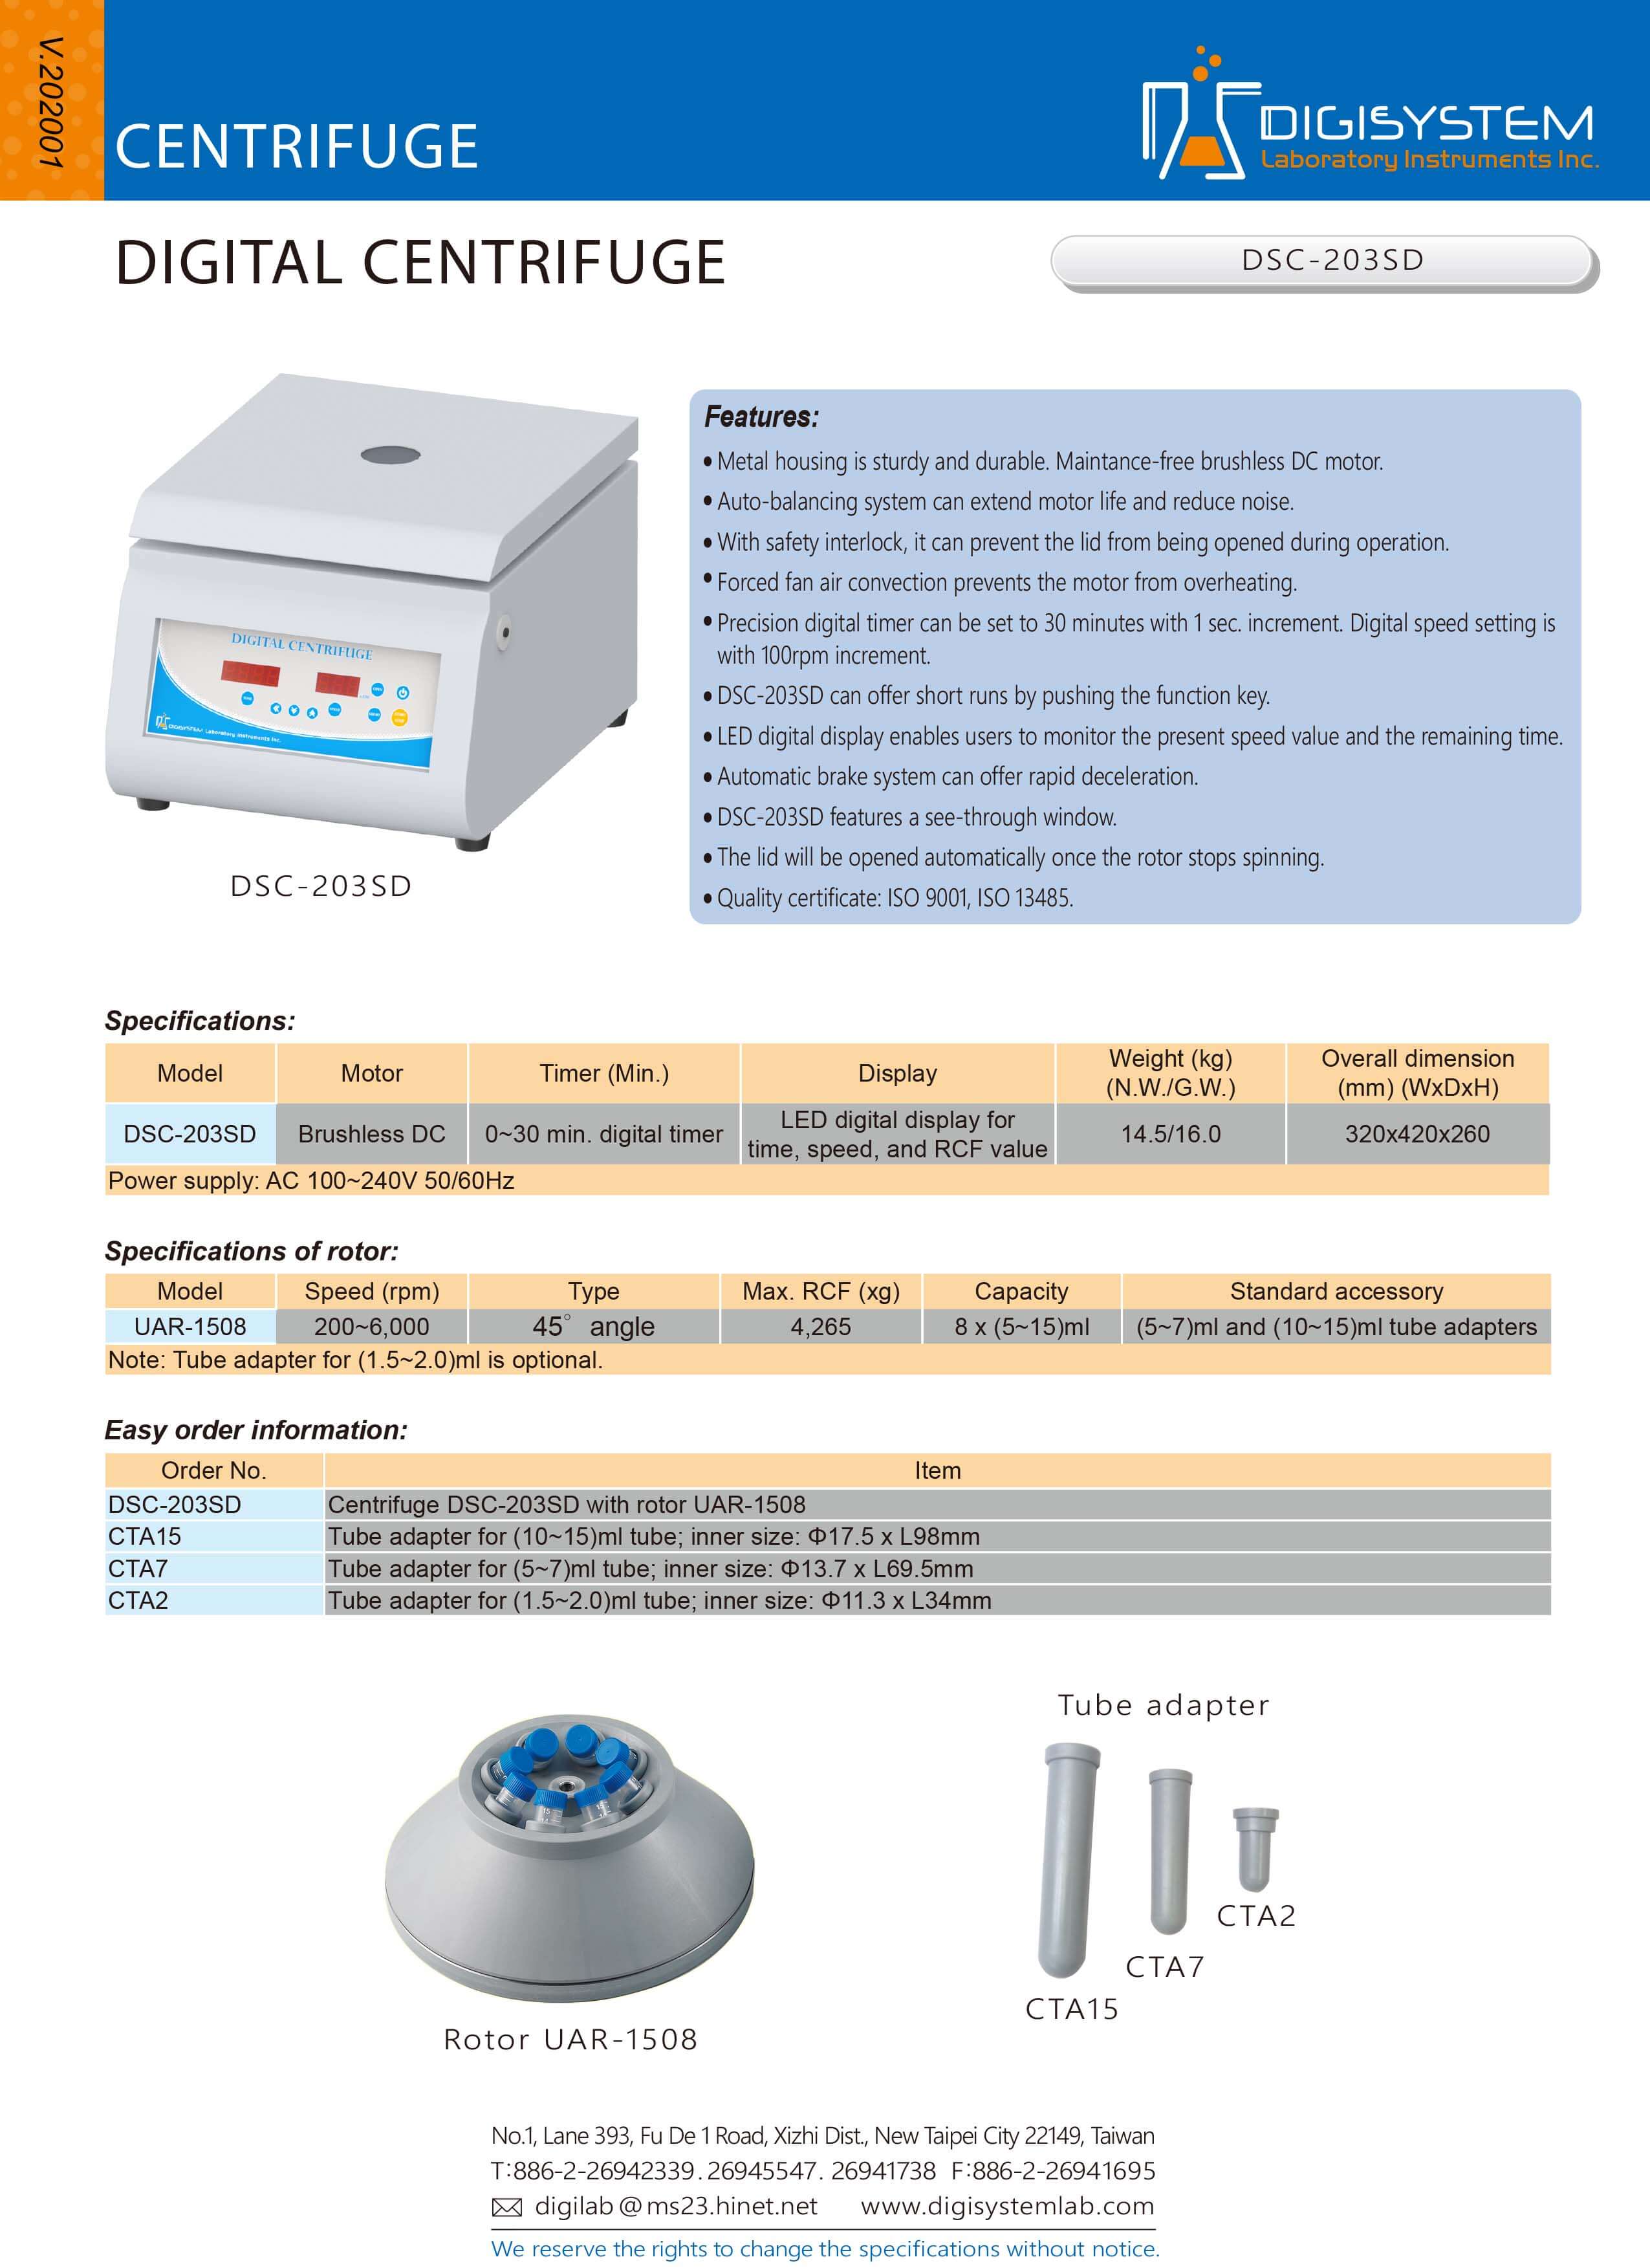 V.202001
CENTRIFUGE
DIGISYSTEM
Laboratory Instruments Inc.
DIGITAL CENTRIFUGE
DSC-203SD
DIGITAL CENTRIFUGE
DIGISYSTEM Laboratory Instruments Inc.
DSC-203SD
Features:
• Metal housing is sturdy and durable. Maintance-free brushless DC motor.
• Auto-balancing system can extend motor life and reduce noise.
• With safety interlock, it can prevent the lid from being opened during operation.
• Forced fan air convection prevents the motor from overheating.
• Precision digital timer can be set to 30 minutes with 1 sec. increment. Digital speed setting is
with 100rpm increment.
• DSC-203SD can offer short runs by pushing the function key.
• LED digital display enables users to monitor the present speed value and the remaining time.
• Automatic brake system can offer rapid deceleration.
• DSC-203SD features a see-through window.
• The lid will be opened automatically once the rotor stops spinning.
• Quality certificate: ISO 9001, ISO 13485.
Specifications:
Model Motor Timer (Min.) Display Weight (kg) (N.W./G.W.) Overall dimension (mm) (WxDxH)
DSC-203SD Brushless DC 0~30 min. digital timer LED digital display for time, speed, and RCF value 14.5/16.0 320x420x260
Power supply: AC 100~240V 50/60Hz
Specifications of rotor:
Model Speed (rpm) Type Max. RCF (xg) Capacity Standard accessory
UAR-1508 200~6,000 45° angle 4,265 8 x (5~15)ml (5~7)ml and (10~15)ml tube adapters
Note: Tube adapter for (1.5~2.0)ml is optional.
Easy order information:
Order No. Item
DSC-203SD Centrifuge DSC-203SD with rotor UAR-1508
CTA15 Tube adapter for (10~15)ml tube; inner size: Φ17.5 x L98mm
CTA7 Tube adapter for (5~7)ml tube; inner size: Φ13.7 x L69.5mm
CTA2 Tube adapter for (1.5~2.0)ml tube; inner size: Φ11.3 x L34mm
Tube adapter
CTA2
CTA7
CTA15
Rotor UAR-1508
No.1, Lane 393, Fu De 1 Road, Xizhi Dist., New Taipei City 22149, Taiwan
T:886-2-26942339. 26945547. 26941738 F:886-2-26941695
digilab@ms23.hinet.net www.digisystemlab.com
We reserve the rights to change the specifications without notice.